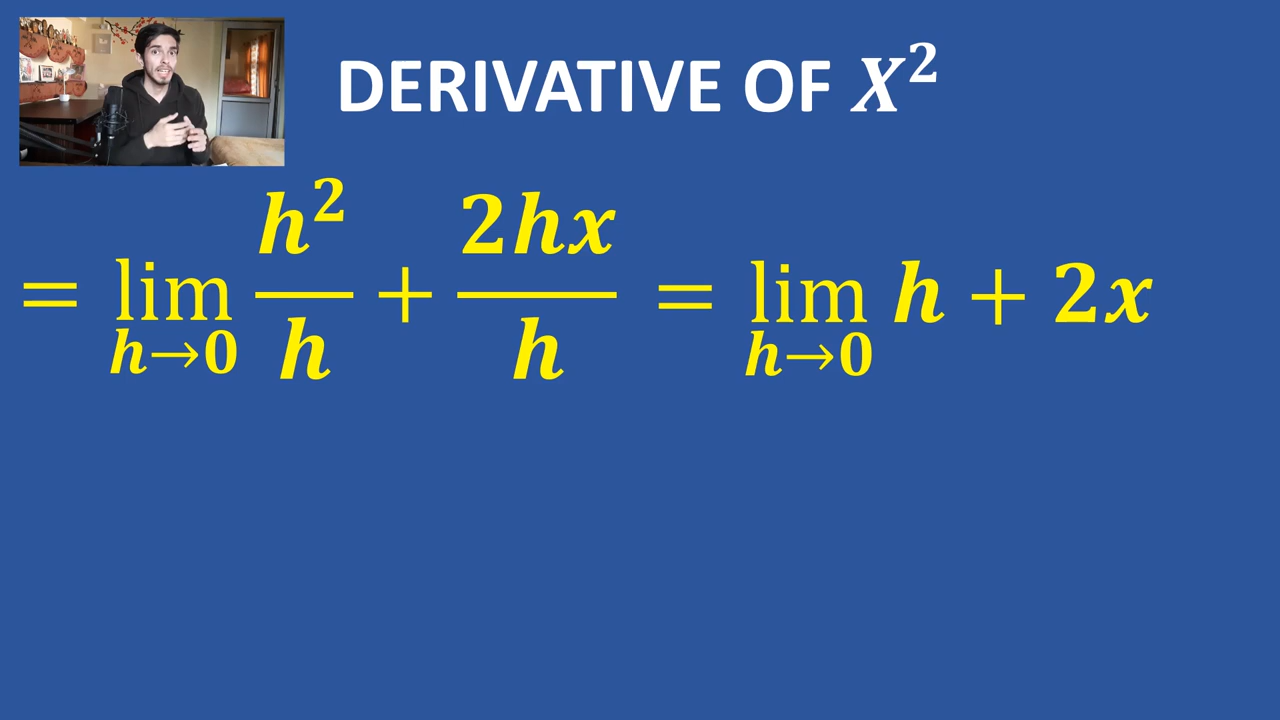 DERIVATIVE OF X²
= lim h→0 h²/h + 2hx/h = lim h→0 h + 2x